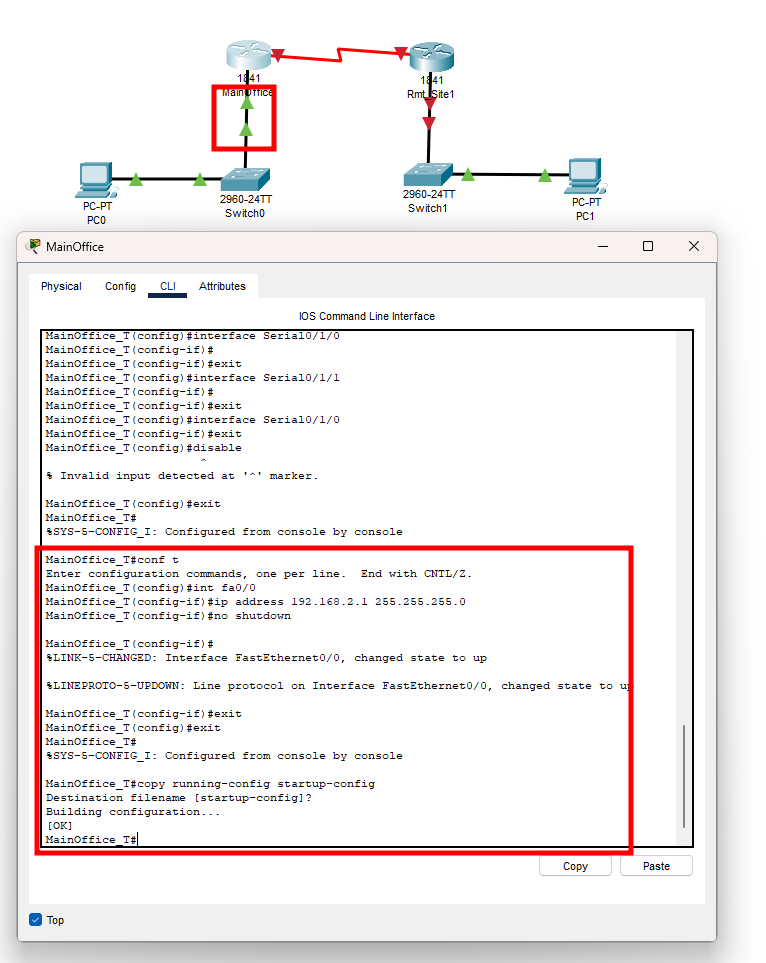 1841
MainOffice
1841
Rmt_Site1
PC-PT
PC0
2960-24TT
Switch0
2960-24TT
Switch1
PC-PT
PC1
MainOffice
Physical Config CLI Attributes
IOS Command Line Interface
MainOffice_T(config)#interface Serial0/1/0
MainOffice_T(config-if)#
MainOffice_T(config-if)#exit
MainOffice_T(config)#interface Serial0/1/1
MainOffice_T(config-if)#
MainOffice_T(config-if)#exit
MainOffice_T(config)#interface Serial0/1/0
MainOffice_T(config-if)#exit
MainOffice_T(config)#disable
^
% Invalid input detected at '^' marker.
MainOffice_T(config)#exit
MainOffice_T#
%SYS-5-CONFIG_I: Configured from console by console
MainOffice_T#conf t
Enter configuration commands, one per line.  End with CNTL/Z.
MainOffice_T(config)#int fa0/0
MainOffice_T(config-if)#ip address 192.168.2.1 255.255.255.0
MainOffice_T(config-if)#no shutdown
MainOffice_T(config-if)#
%LINK-5-CHANGED: Interface FastEthernet0/0, changed state to up
%LINEPROTO-5-UPDOWN: Line protocol on Interface FastEthernet0/0, changed state to up
MainOffice_T(config-if)#exit
MainOffice_T(config)#exit
MainOffice_T#
%SYS-5-CONFIG_I: Configured from console by console
MainOffice_T#copy running-config startup-config
Destination filename [startup-config]?
Building configuration...
[OK]
MainOffice_T#
Copy Paste
Top